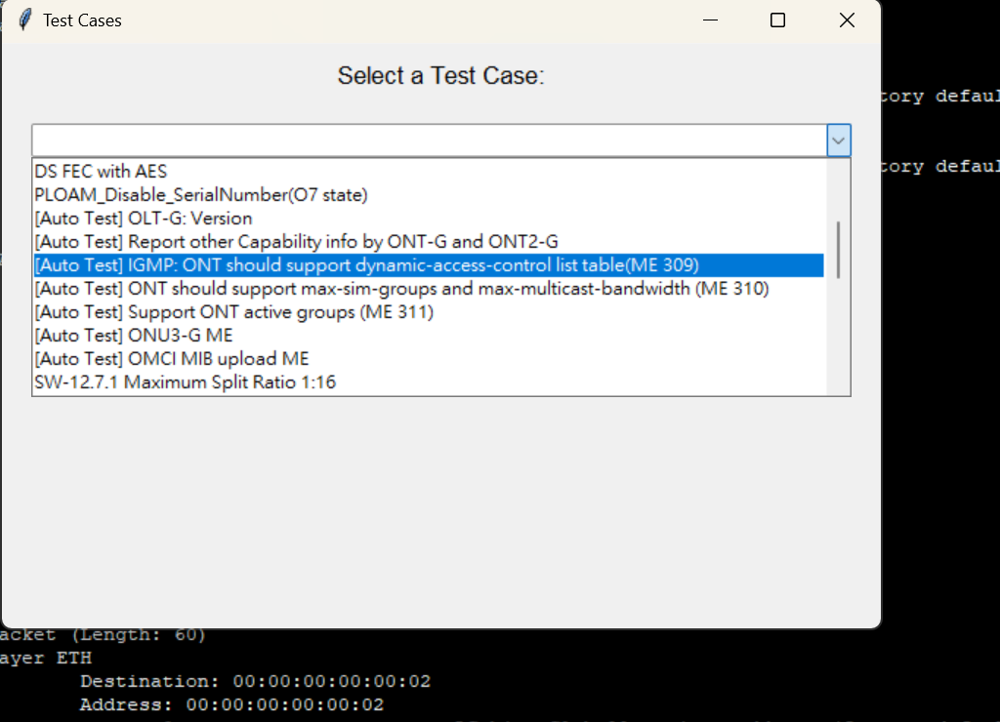 Test Cases
Select a Test Case:
tory defaul
tory defaul
DS FEC with AES
PLOAM_Disable_SerialNumber(O7 state)
[Auto Test] OLT-G: Version
[Auto Test] Report other Capability info by ONT-G and ONT2-G
[Auto Test] IGMP: ONT should support dynamic-access-control list table(ME 309)
[Auto Test] ONT should support max-sim-groups and max-multicast-bandwidth (ME 310)
[Auto Test] Support ONT active groups (ME 311)
[Auto Test] ONU3-G ME
[Auto Test] OMCI MIB upload ME
SW-12.7.1 Maximum Split Ratio 1:16
acket (Length: 60)
ayer ETH
Destination: 00:00:00:00:00:02
Address: 00:00:00:00:00:02